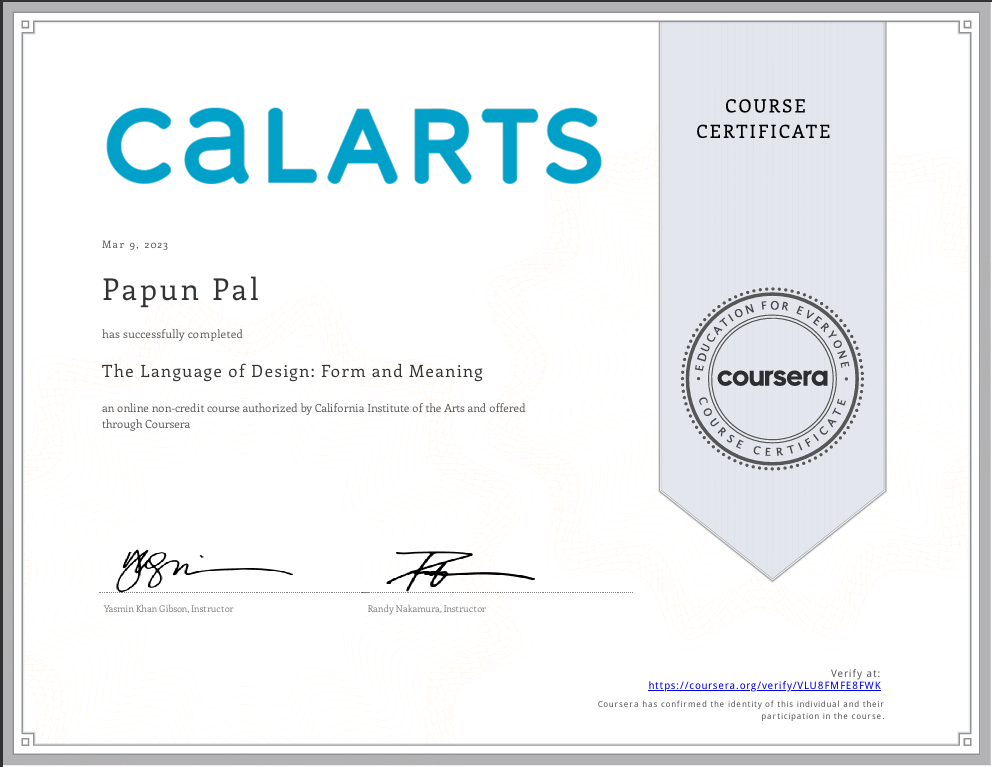 CALARTS
COURSE
CERTIFICATE
Mar 9, 2023
Papun Pal
has successfully completed
The Language of Design: Form and Meaning
an online non-credit course authorized by California Institute of the Arts and offered
through Coursera
EDUCATION FOR EVERYONE
coursera
COURSE CERTIFICATE
Yasmin Khan Gibson, Instructor
Randy Nakamura, Instructor
Verify at:
https://coursera.org/verify/VLU8FMFE8FWK
Coursera has confirmed the identity of this individual and their
participation in the course.